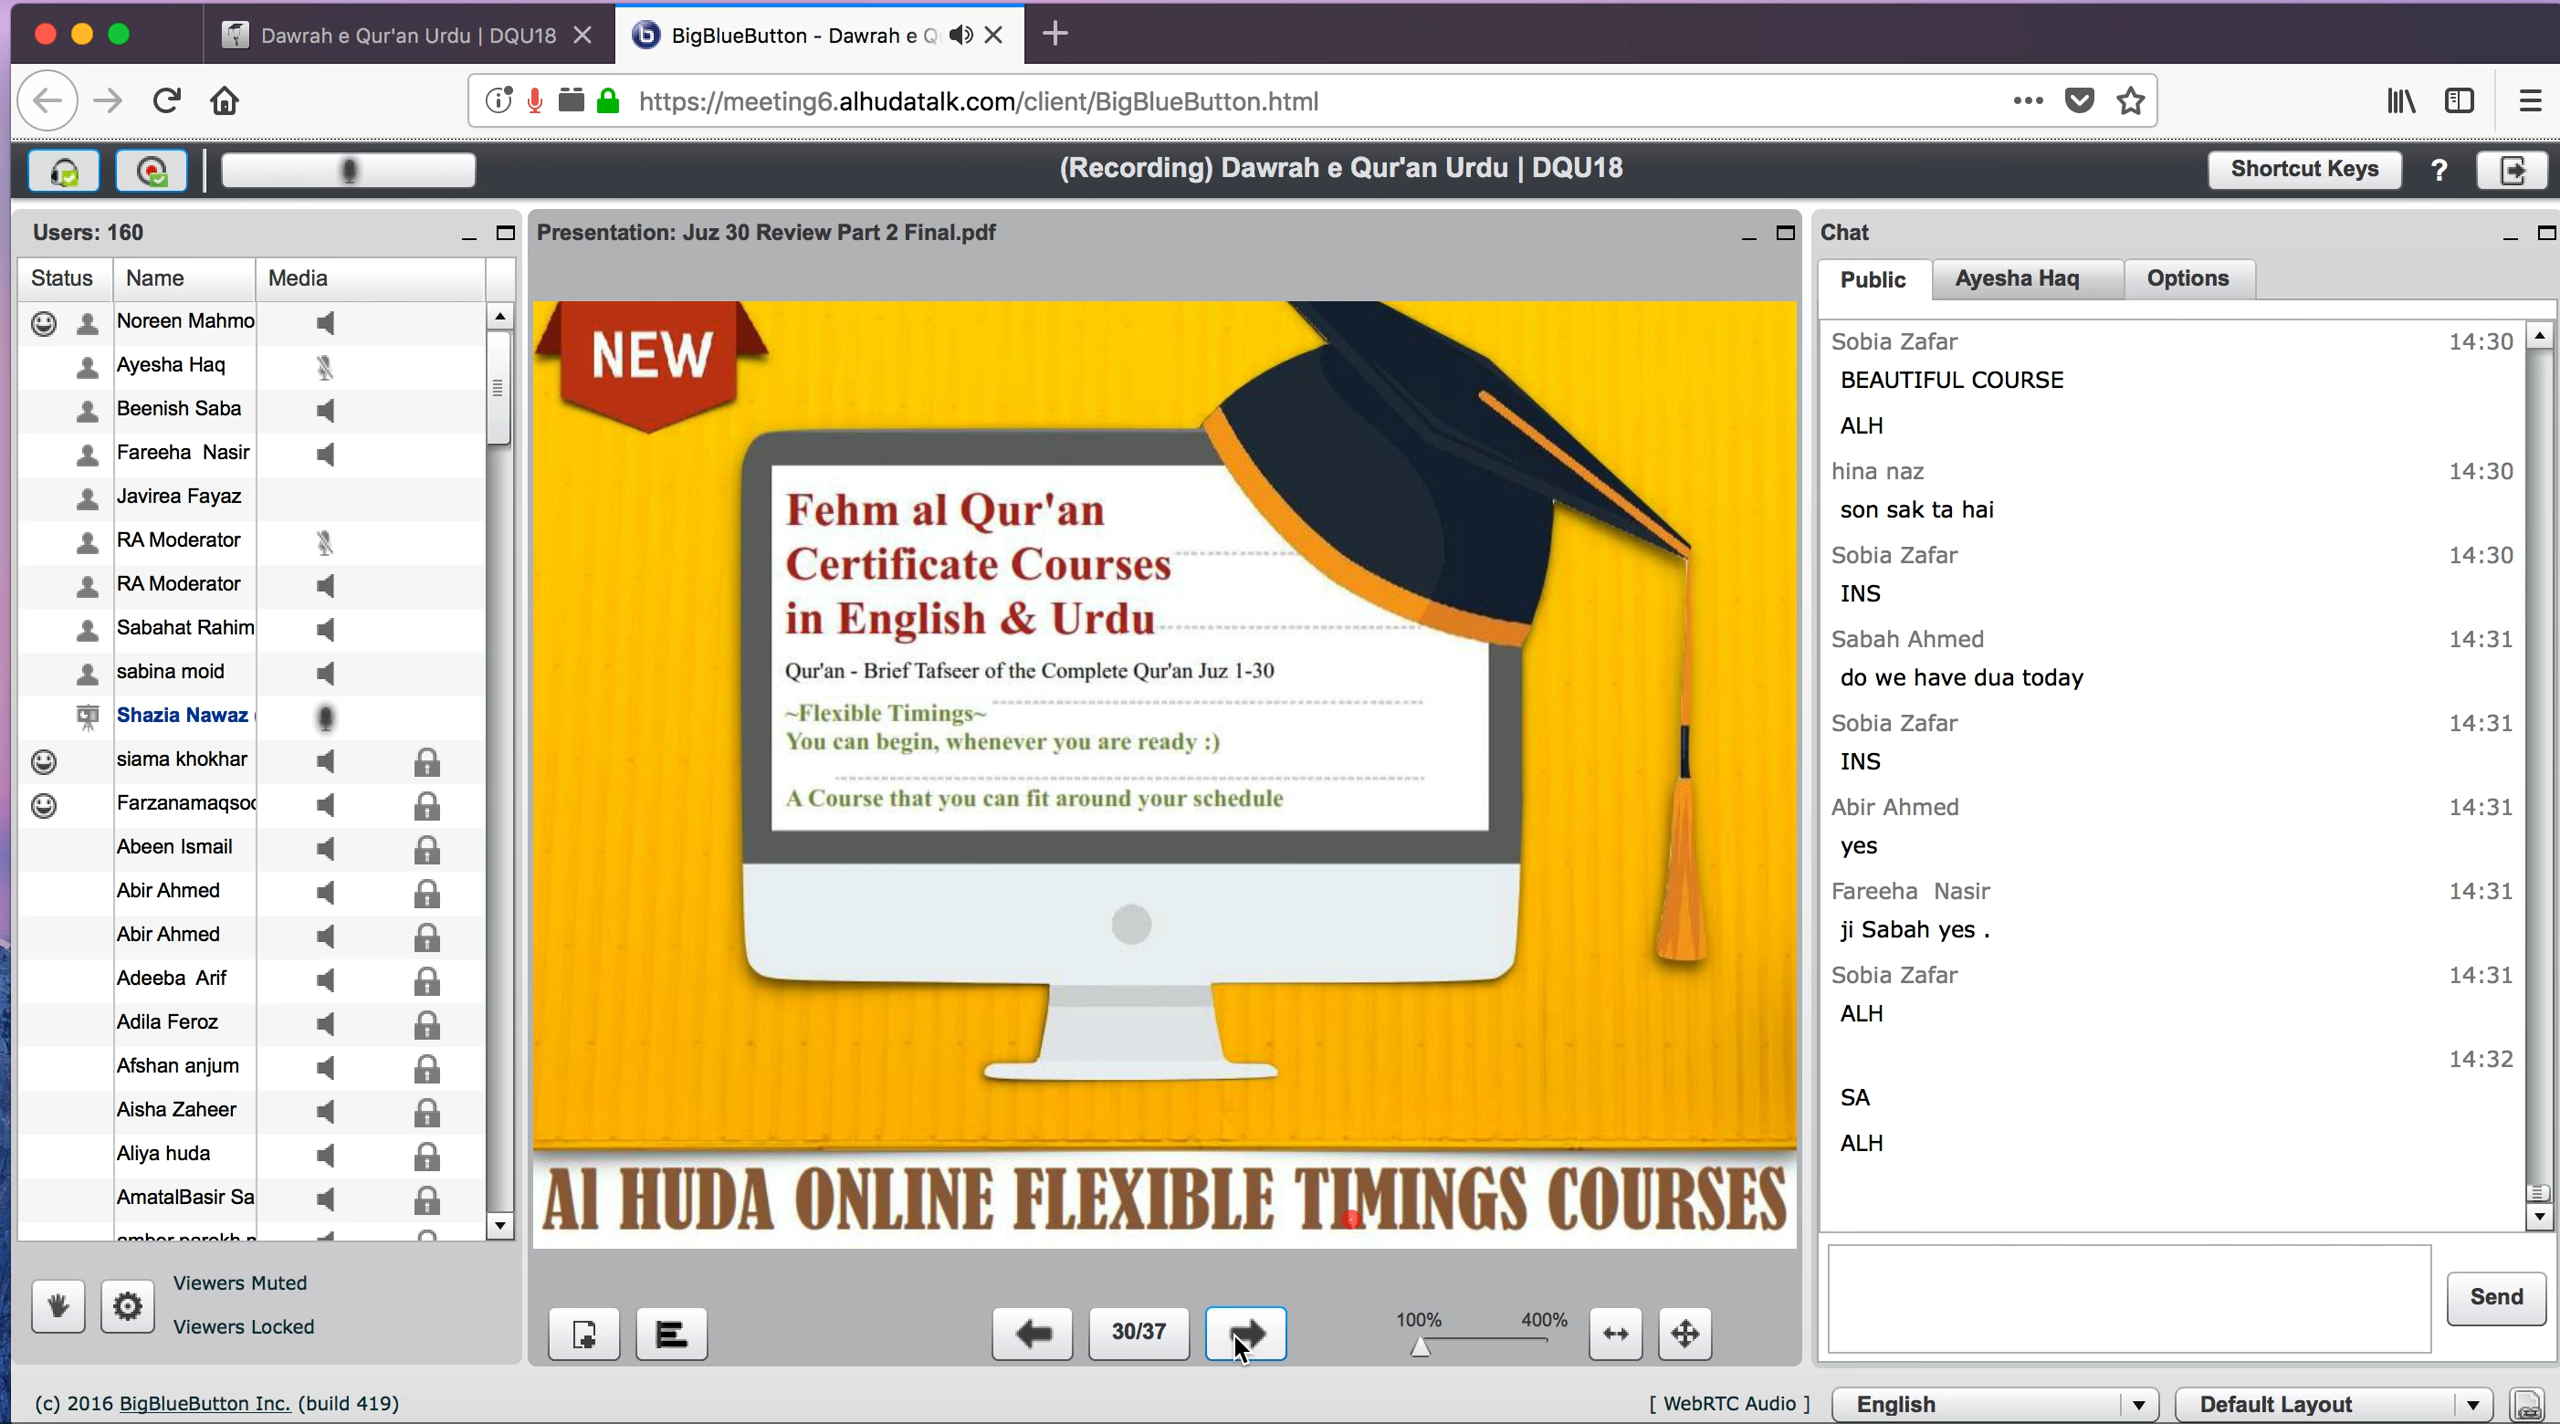 Dawrah e Qur'an Urdu | DQU18
BigBlueButton - Dawrah e Q
https://meeting6.alhudatalk.com/client/BigBlueButton.html
(Recording) Dawrah e Qur'an Urdu | DQU18
Shortcut Keys
?
Users: 160
Status Name Media
Noreen Mahmo
Ayesha Haq
Beenish Saba
Fareeha Nasir
Javirea Fayaz
RA Moderator
RA Moderator
Sabahat Rahim
sabina moid
Shazia Nawaz
siama khokhar
Farzanamaqsoo
Abeen Ismail
Abir Ahmed
Abir Ahmed
Adeeba Arif
Adila Feroz
Afshan anjum
Aisha Zaheer
Aliya huda
AmatalBasir Sa
Viewers Muted
Viewers Locked
Presentation: Juz 30 Review Part 2 Final.pdf
NEW
Fehm al Qur'an
Certificate Courses
in English & Urdu
Qur'an - Brief Tafseer of the Complete Qur'an Juz 1-30
~Flexible Timings~
You can begin, whenever you are ready :)
A Course that you can fit around your schedule
Al HUDA ONLINE FLEXIBLE TIMINGS COURSES
30/37
100% 400%
Chat
Public Ayesha Haq Options
Sobia Zafar 14:30
BEAUTIFUL COURSE
ALH
hina naz 14:30
son sak ta hai
Sobia Zafar 14:30
INS
Sabah Ahmed 14:31
do we have dua today
Sobia Zafar 14:31
INS
Abir Ahmed 14:31
yes
Fareeha Nasir 14:31
ji Sabah yes .
Sobia Zafar 14:31
ALH
14:32
SA
ALH
Send
(c) 2016 BigBlueButton Inc. (build 419)
[ WebRTC Audio ]
English
Default Layout